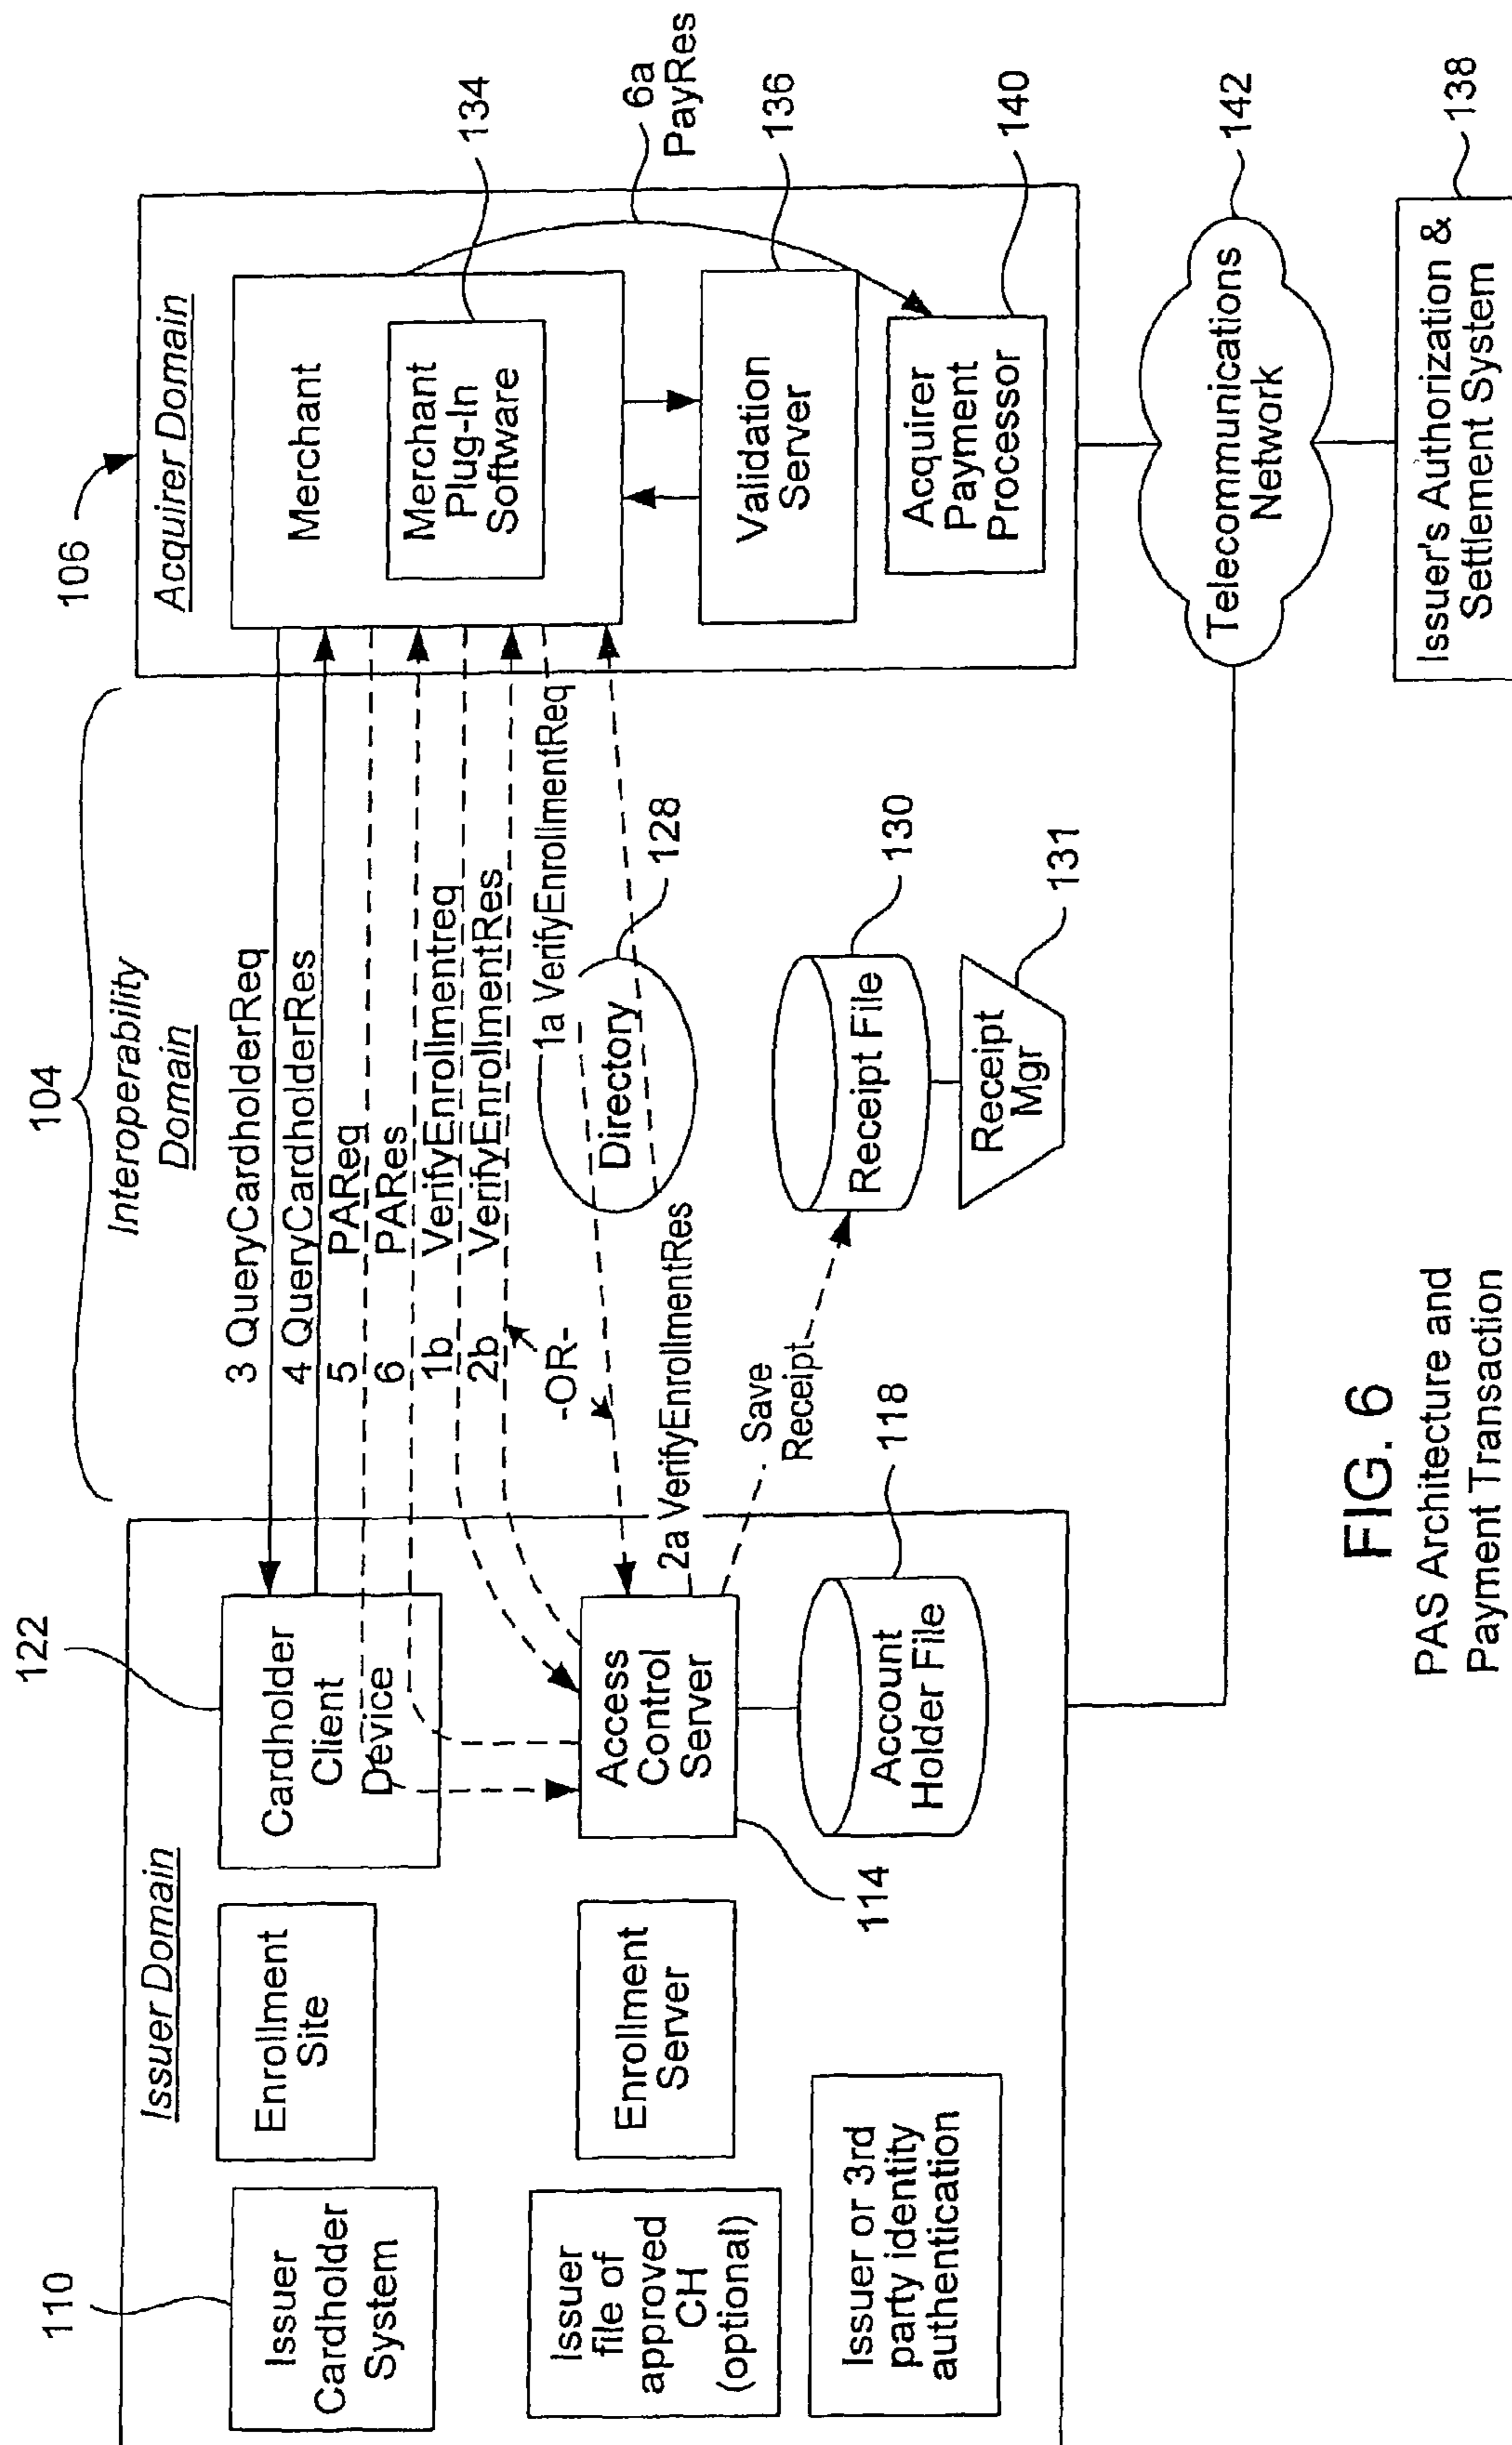 104
Interoperability
Domain
106
Issuer Domain
Acquirer Domain
110
122
Issuer
Cardholder
System
Enrollment
Site
Cardholder
Client
Device
3 QueryCardholderReq
4 QueryCardholderRes
5 PAReq
6 PARes
1b VerifyEnrollmentreq
2b VerifyEnrollmentRes
-OR-
1a VerifyEnrollmentReq
Merchant
Merchant
Plug-In
Software
134
6a
PayRes
Issuer
file of
approved
CH
(optional)
Enrollment
Server
Access
Control
Server
114
2a VerifyEnrollmentRes
Directory
128
Validation
Server
136
Save
Receipt
Issuer or 3rd
party identity
authentication
Account
Holder File
118
Receipt File
130
Receipt
Mgr
131
Acquirer
Payment
Processor
140
Telecommunications
Network
142
Issuer's Authorization &
Settlement System
138
FIG. 6
PAS Architecture and
Payment Transaction